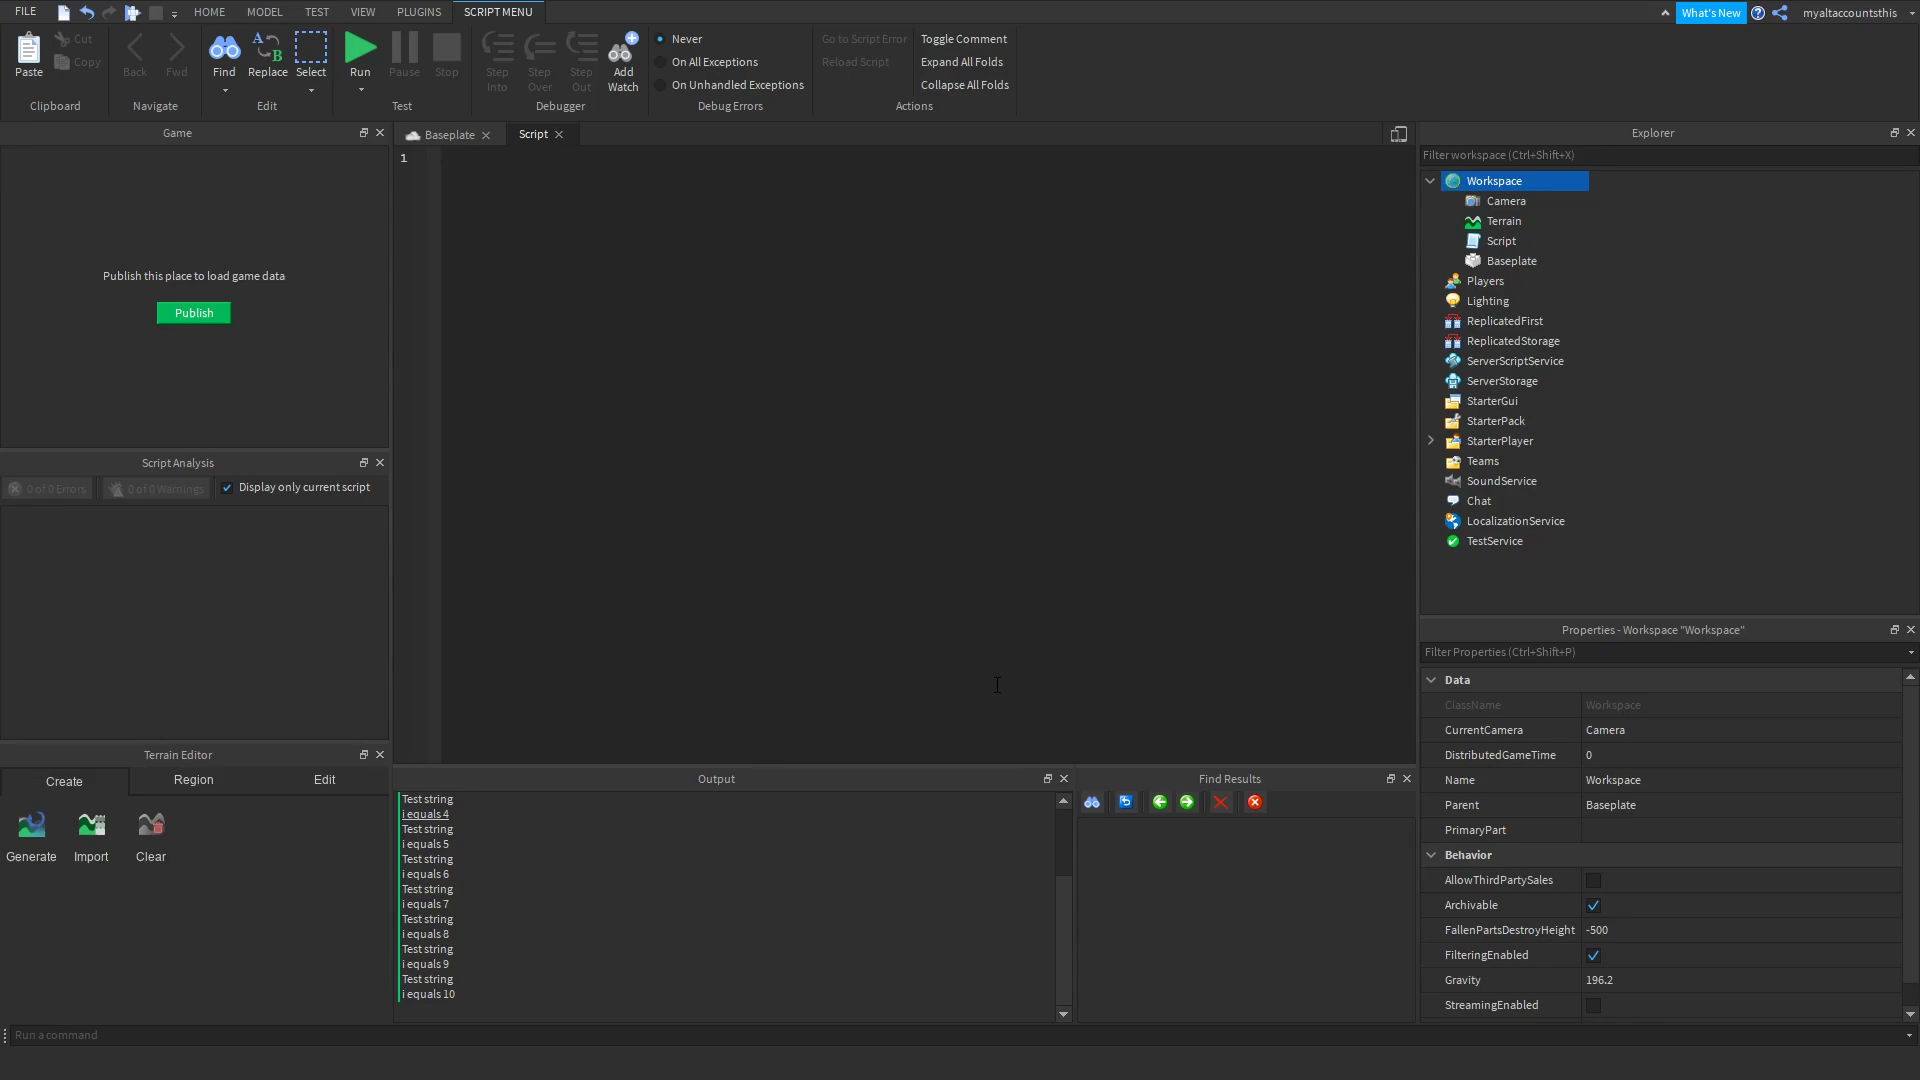 FILE HOME MODEL TEST VIEW PLUGINS SCRIPT MENU What's New myaltaccountsthis
Paste Cut Copy
Clipboard
Back Fwd
Navigate
Find Replace Select
Edit
Run Pause Stop
Test
Step Into Step Over Step Out Add Watch
Debugger
Never
On All Exceptions
On Unhandled Exceptions
Debug Errors
Go to Script Error
Reload Script
Toggle Comment
Expand All Folds
Collapse All Folds
Actions
Game
Publish this place to load game data
Publish
Script Analysis
0 of 0 Errors 0 of 0 Warnings Display only current script
Terrain Editor
Create Region Edit
Generate Import Clear
Baseplate Script
1
Output
Test string
i equals 4
Test string
i equals 5
Test string
i equals 6
Test string
i equals 7
Test string
i equals 8
Test string
i equals 9
Test string
i equals 10
Find Results
Explorer
Filter workspace (Ctrl+Shift+X)
Workspace
Camera
Terrain
Script
Baseplate
Players
Lighting
ReplicatedFirst
ReplicatedStorage
ServerScriptService
ServerStorage
StarterGui
StarterPack
StarterPlayer
Teams
SoundService
Chat
LocalizationService
TestService
Properties - Workspace "Workspace"
Filter Properties (Ctrl+Shift+P)
Data
ClassName Workspace
CurrentCamera Camera
DistributedGameTime 0
Name Workspace
Parent Baseplate
PrimaryPart
Behavior
AllowThirdPartySales
Archivable
FallenPartsDestroyHeight -500
FilteringEnabled
Gravity 196.2
StreamingEnabled
Run a command